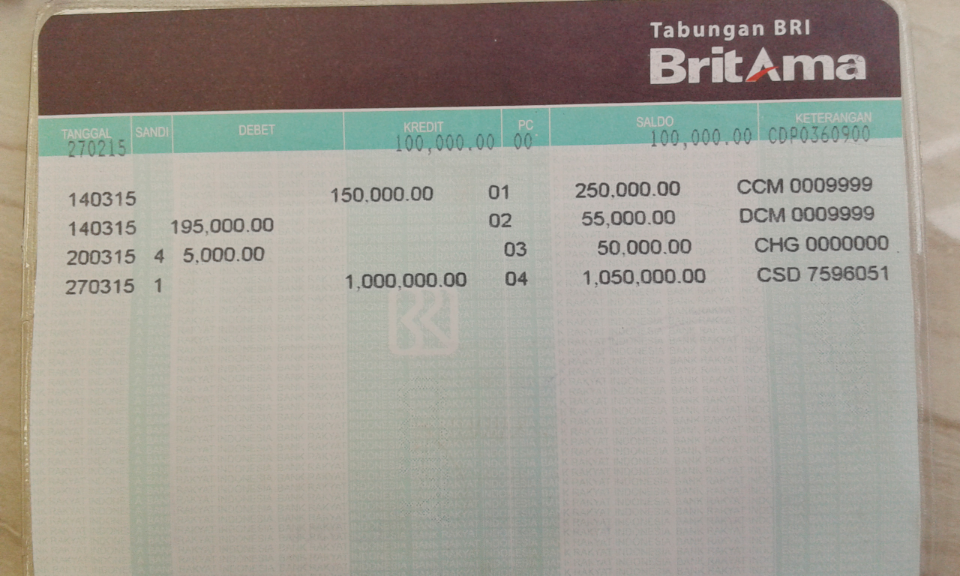 Tabungan BRI
BritAma
TANGGAL SANDI DEBET KREDIT PC SALDO KETERANGAN
270215 100,000.00 00 100,000.00 CDP0360900
140315 150,000.00 01 250,000.00 CCM 0009999
140315 195,000.00 02 55,000.00 DCM 0009999
200315 4 5,000.00 03 50,000.00 CHG 0000000
270315 1 1,000,000.00 04 1,050,000.00 CSD 7596051